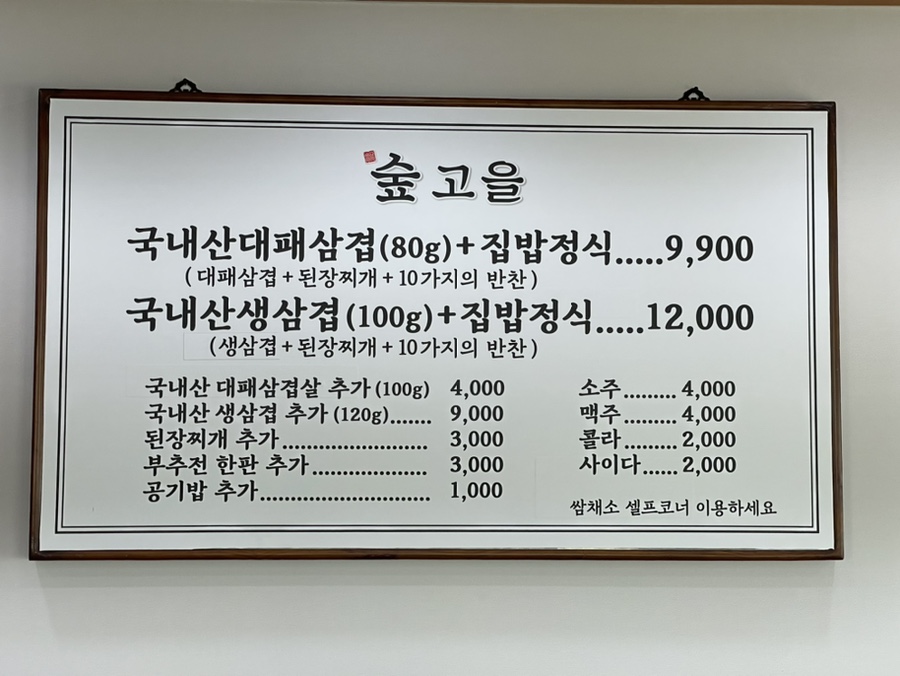 숲고을
국내산대패삼겹(80g)+집밥정식.....9,900
(대패삼겹+된장찌개+10가지의 반찬)
국내산생삼겹(100g)+집밥정식.....12,000
(생삼겹+된장찌개+10가지의 반찬)
국내산 대패삼겹살 추가(100g) 4,000
국내산 생삼겹 추가(120g)....... 9,000
된장찌개 추가............................ 3,000
부추전 한판 추가...................... 3,000
공기밥 추가................................ 1,000
소주.........4,000
맥주.........4,000
콜라.........2,000
사이다......2,000
쌈채소 셀프코너 이용하세요